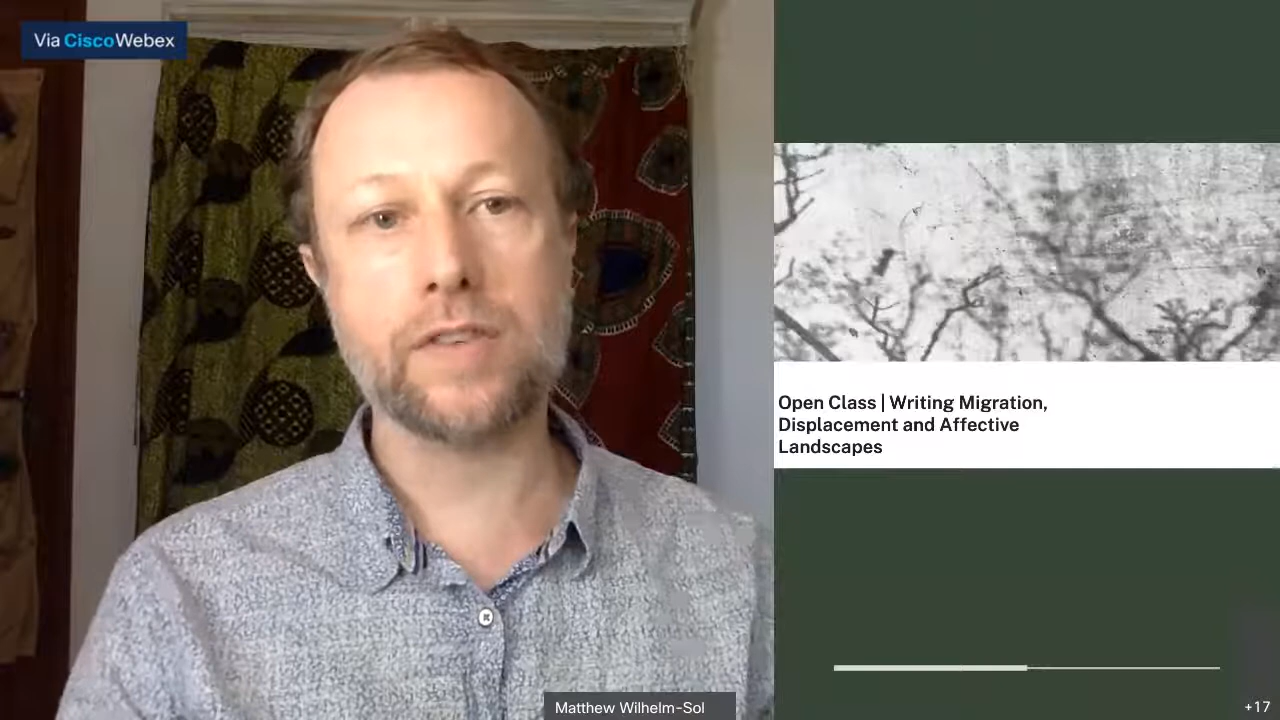 Via CiscoWebex
Open Class | Writing Migration,
Displacement and Affective
Landscapes
Matthew Wilhelm-Sol
+17